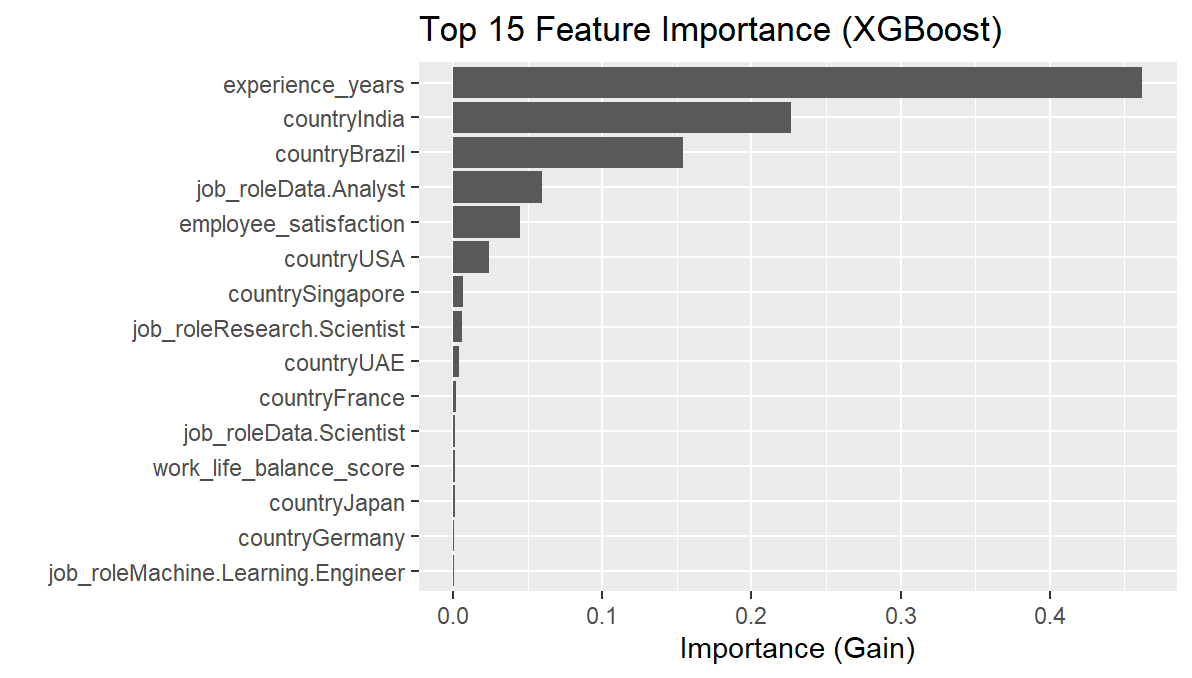 Top 15 Feature Importance (XGBoost)
experience_years
countryIndia
countryBrazil
job_roleData.Analyst
employee_satisfaction
countryUSA
countrySingapore
job_roleResearch.Scientist
countryUAE
countryFrance
job_roleData.Scientist
work_life_balance_score
countryJapan
countryGermany
job_roleMachine.Learning.Engineer
0.0 0.1 0.2 0.3 0.4
Importance (Gain)